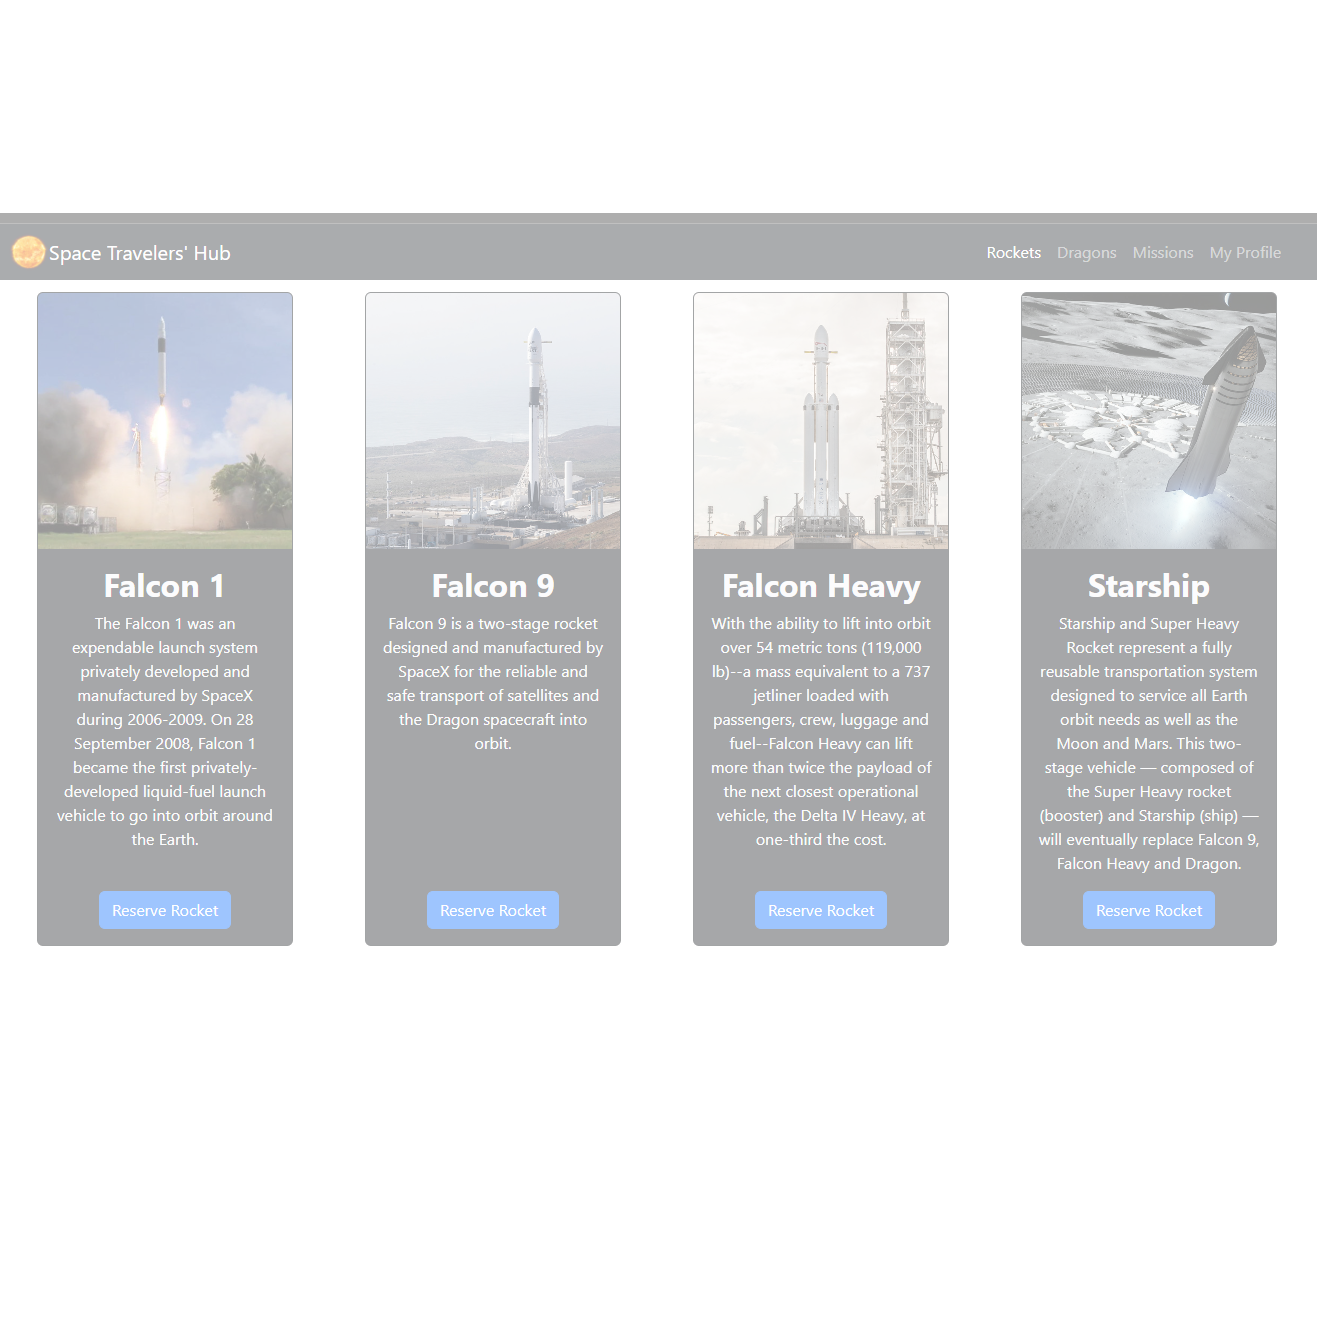 Space Travelers' Hub
Rockets Dragons Missions My Profile
Falcon 1
The Falcon 1 was an
expendable launch system
privately developed and
manufactured by SpaceX
during 2006-2009. On 28
September 2008, Falcon 1
became the first privately-
developed liquid-fuel launch
vehicle to go into orbit around
the Earth.
Reserve Rocket
Falcon 9
Falcon 9 is a two-stage rocket
designed and manufactured by
SpaceX for the reliable and
safe transport of satellites and
the Dragon spacecraft into
orbit.
Reserve Rocket
Falcon Heavy
With the ability to lift into orbit
over 54 metric tons (119,000
lb)--a mass equivalent to a 737
jetliner loaded with
passengers, crew, luggage and
fuel--Falcon Heavy can lift
more than twice the payload of
the next closest operational
vehicle, the Delta IV Heavy, at
one-third the cost.
Reserve Rocket
Starship
Starship and Super Heavy
Rocket represent a fully
reusable transportation system
designed to service all Earth
orbit needs as well as the
Moon and Mars. This two-
stage vehicle — composed of
the Super Heavy rocket
(booster) and Starship (ship) —
will eventually replace Falcon 9,
Falcon Heavy and Dragon.
Reserve Rocket